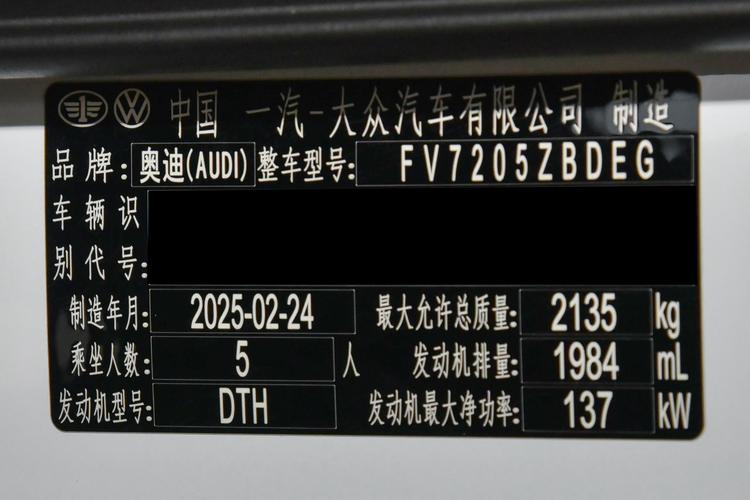 中国 一汽-大众汽车有限公司 制造
品牌: 奥迪(AUDI) 整车型号: FV7205ZBDEG
车辆识
别代号:
制造年月: 2025-02-24 最大允许总质量: 2135 kg
乘坐人数: 5 人 发动机排量: 1984 mL
发动机型号: DTH 发动机最大净功率: 137 kW